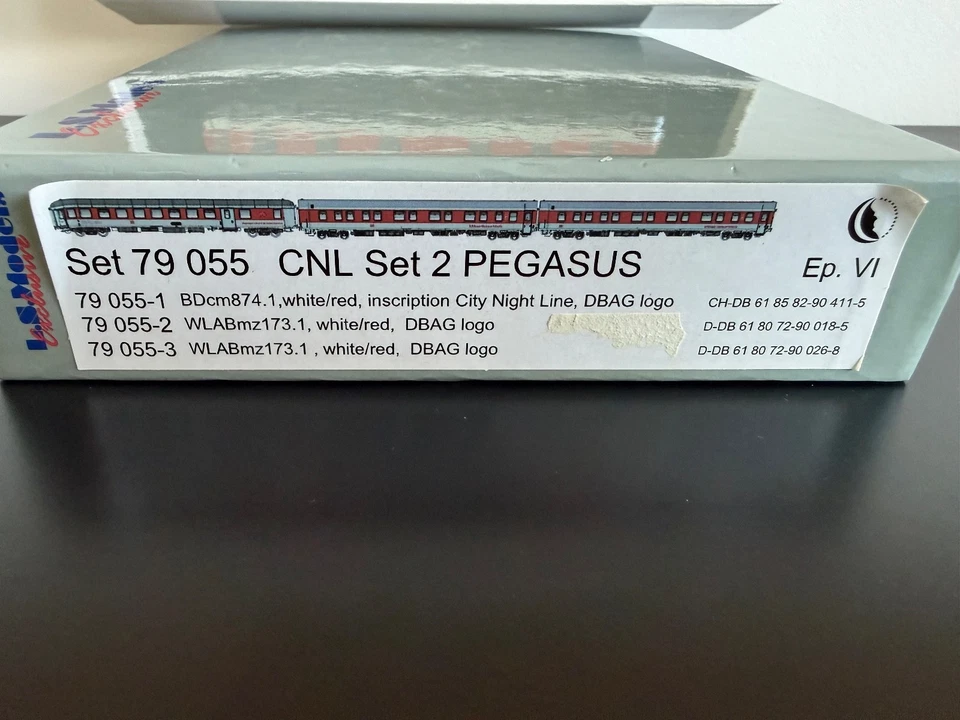 L.S.Models
Exclusive
L.S.Models
Exclusive
Set 79 055 CNL Set 2 PEGASUS Ep. VI
79 055-1 BDcm874.1,white/red, inscription City Night Line, DBAG logo CH-DB 61 85 82-90 411-5
79 055-2 WLABmz173.1, white/red, DBAG logo D-DB 61 80 72-90 018-5
79 055-3 WLABmz173.1 , white/red, DBAG logo D-DB 61 80 72-90 026-8